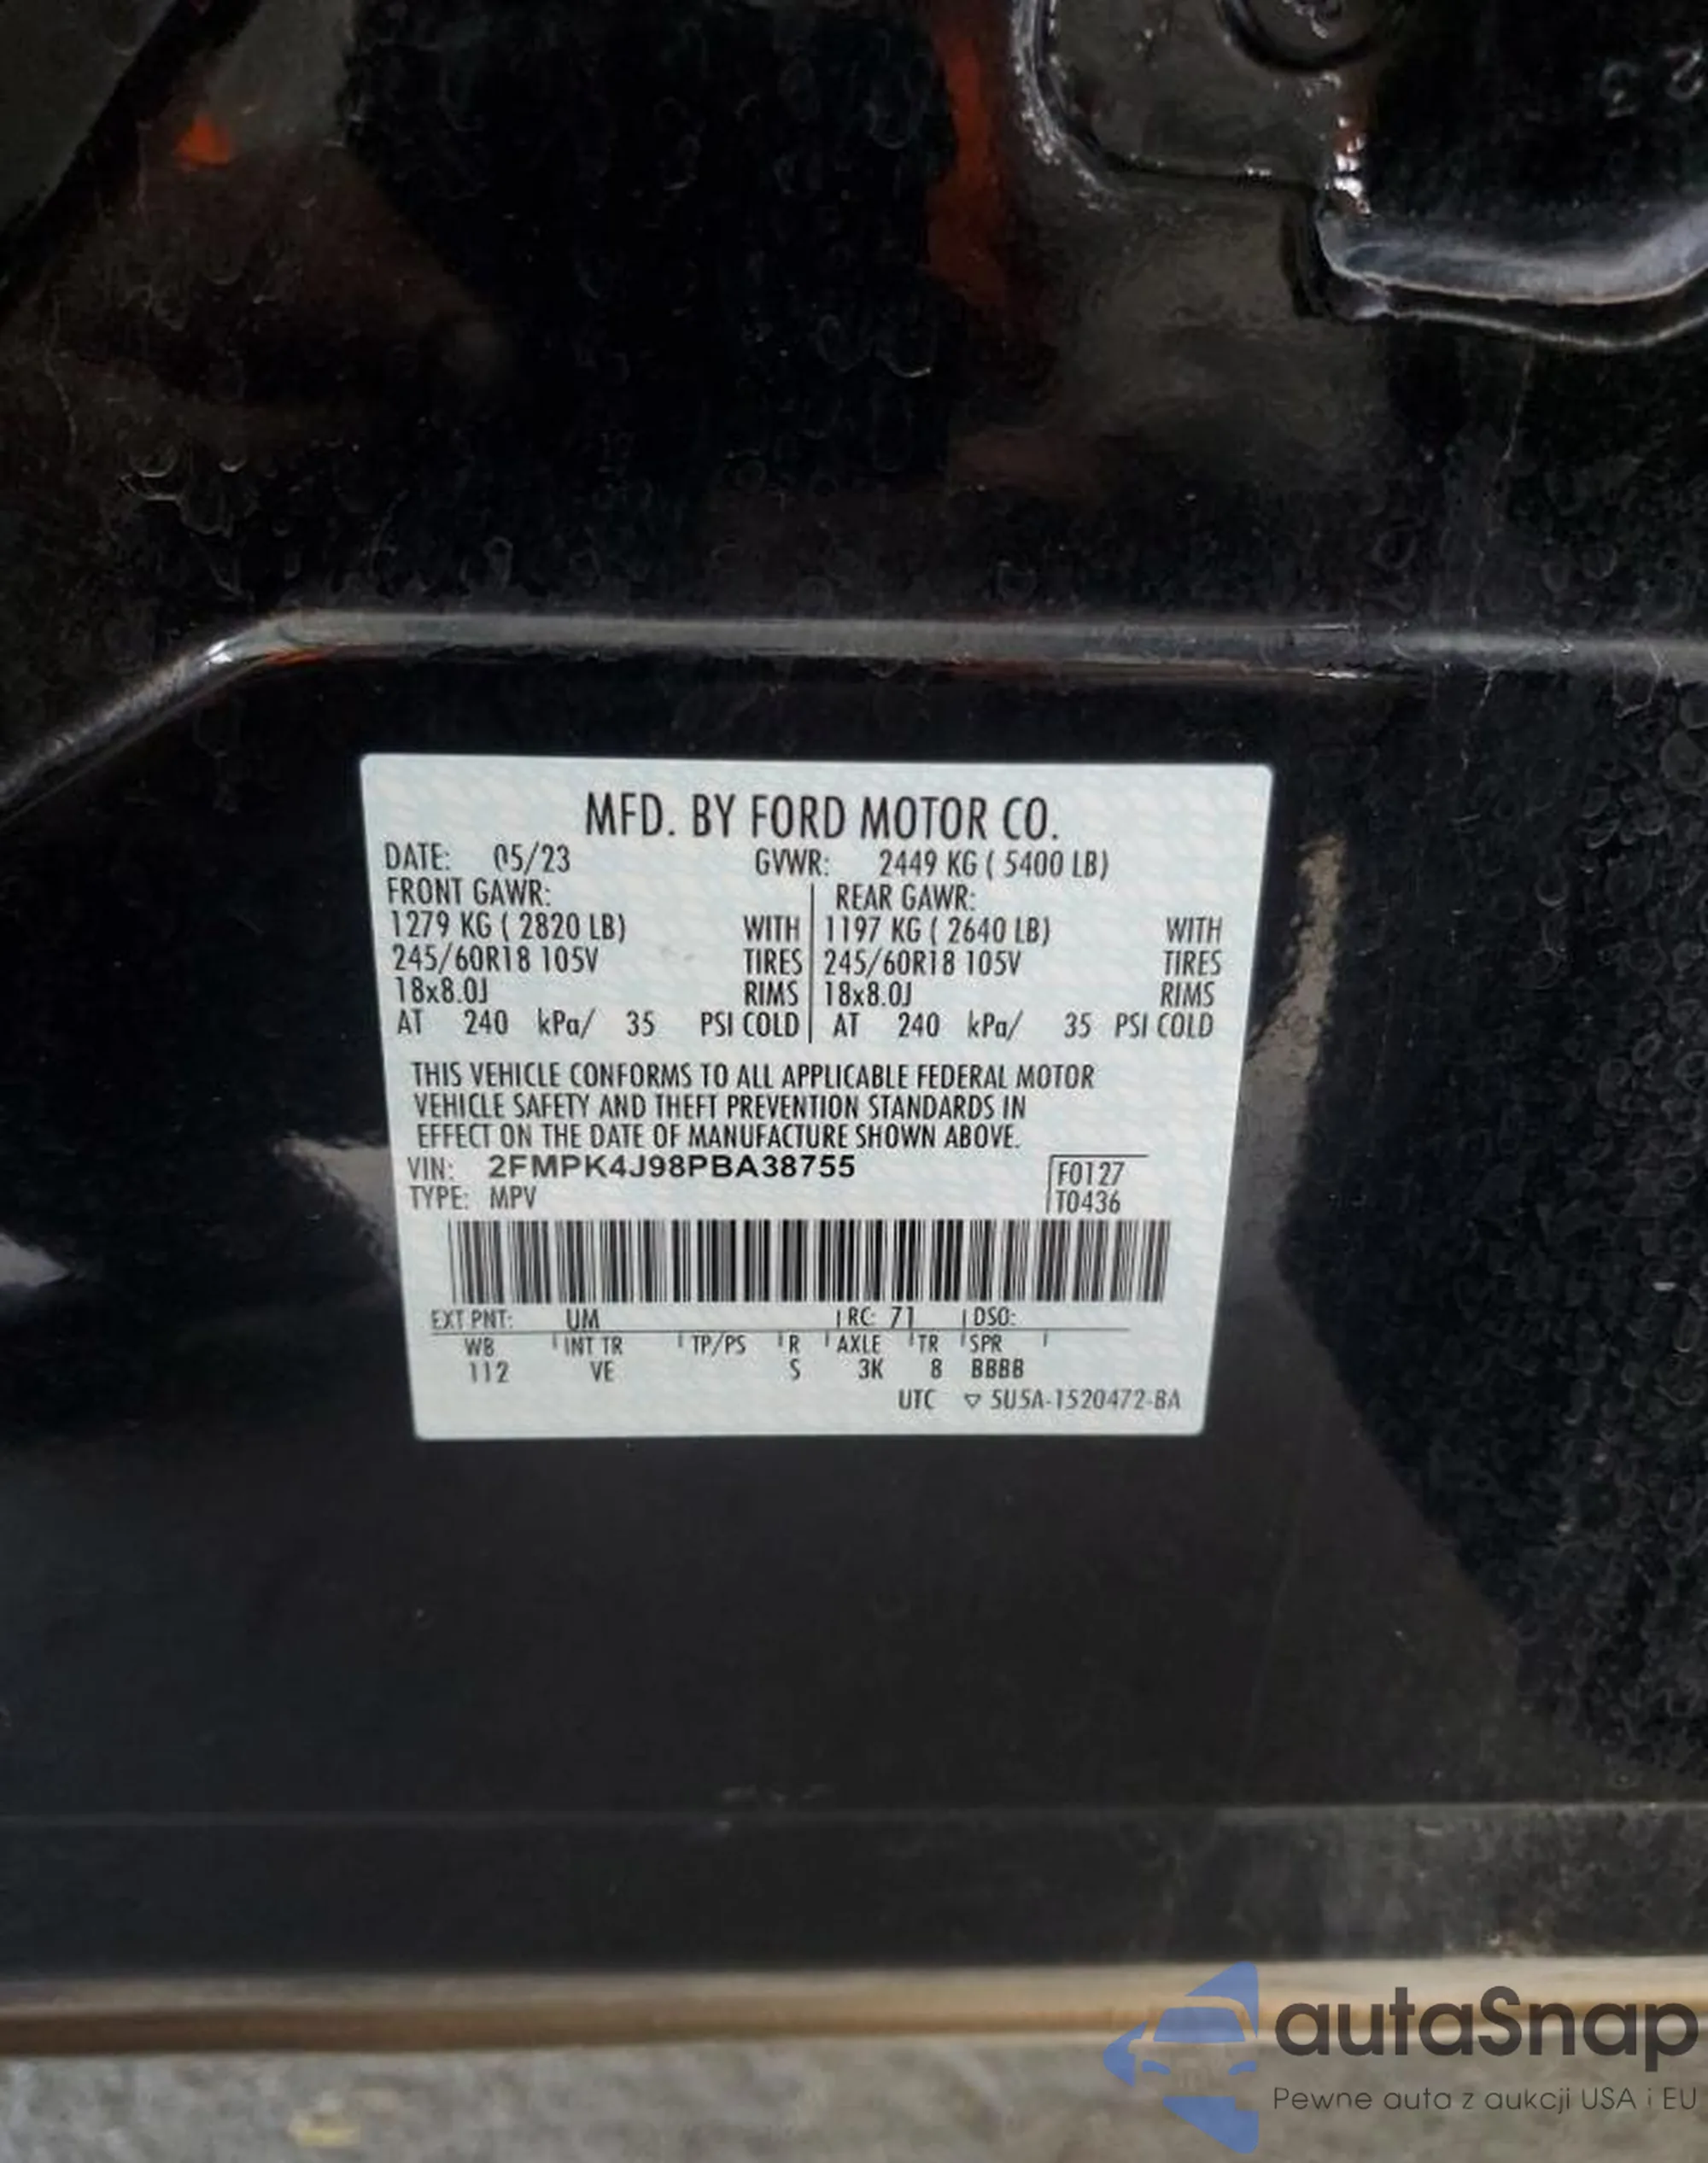 MFD. BY FORD MOTOR CO.
DATE: 05/23 GVWR: 2449 KG ( 5400 LB)
FRONT GAWR: REAR GAWR:
1279 KG ( 2820 LB) WITH 1197 KG ( 2640 LB) WITH
245/60R18 105V TIRES 245/60R18 105V TIRES
18x8.0J RIMS 18x8.0J RIMS
AT 240 kPa/ 35 PSI COLD AT 240 kPa/ 35 PSI COLD
THIS VEHICLE CONFORMS TO ALL APPLICABLE FEDERAL MOTOR
VEHICLE SAFETY AND THEFT PREVENTION STANDARDS IN
EFFECT ON THE DATE OF MANUFACTURE SHOWN ABOVE.
VIN: 2FMPK4J98PBA38755 F0127
TYPE: MPV T0436
EXT PNT: UM RC: 71 DSO:
WB INT TR TP/PS R AXLE TR SPR
112 VE S 3K 8 BBBB
UTC ▽ 5U5A-1520472-BA
autaSnap
Pewne auta z aukcji USA i EU